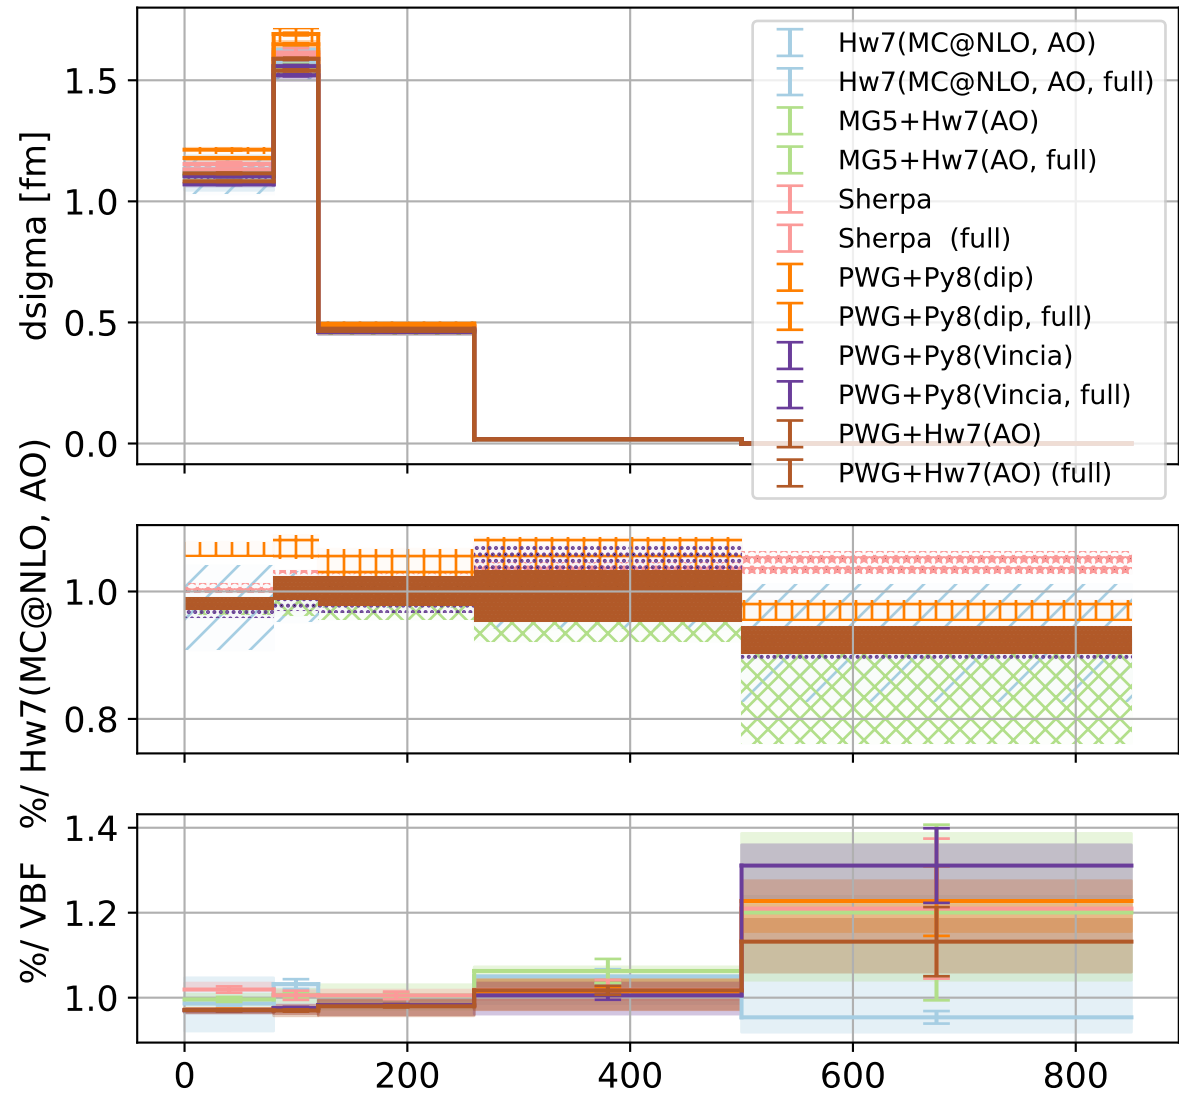 dsigma [fm]
1.5
1.0
0.5
0.0
Hw7(MC@NLO, AO)
Hw7(MC@NLO, AO, full)
MG5+Hw7(AO)
MG5+Hw7(AO, full)
Sherpa
Sherpa  (full)
PWG+Py8(dip)
PWG+Py8(dip, full)
PWG+Py8(Vincia)
PWG+Py8(Vincia, full)
PWG+Hw7(AO)
PWG+Hw7(AO) (full)
%/ Hw7(MC@NLO, AO)
1.0
0.8
%/ VBF
1.4
1.2
1.0
0 200 400 600 800